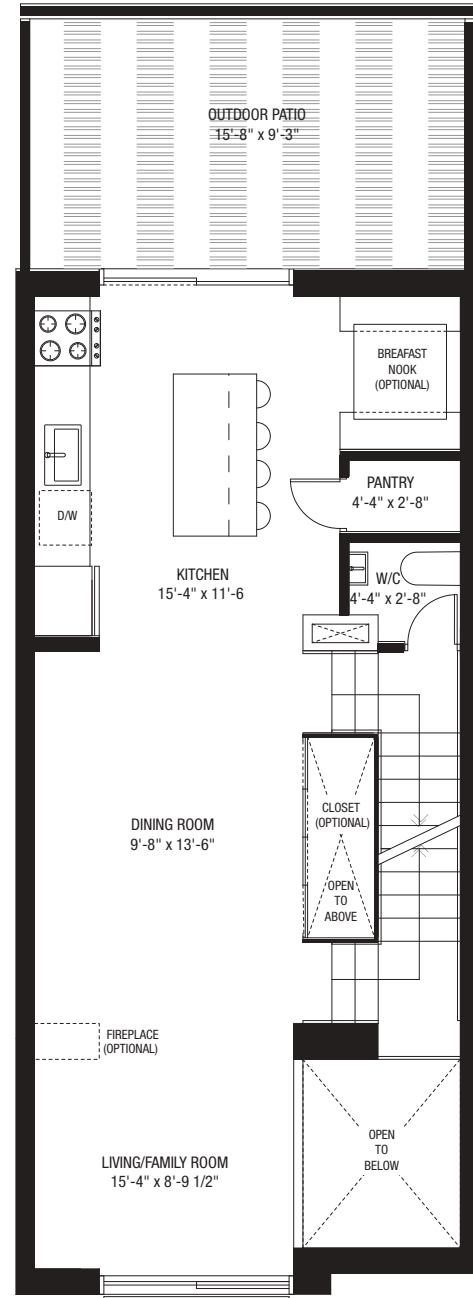 OUTDOOR PATIO
15'-8" x 9'-3"
BREAFAST
NOOK
(OPTIONAL)
PANTRY
4'-4" x 2'-8"
D/W
KITCHEN
15'-4" x 11'-6
W/C
4'-4" x 2'-8"
DINING ROOM
9'-8" x 13'-6"
CLOSET
(OPTIONAL)
OPEN
TO
ABOVE
FIREPLACE
(OPTIONAL)
LIVING/FAMILY ROOM
15'-4" x 8'-9 1/2"
OPEN
TO
BELOW